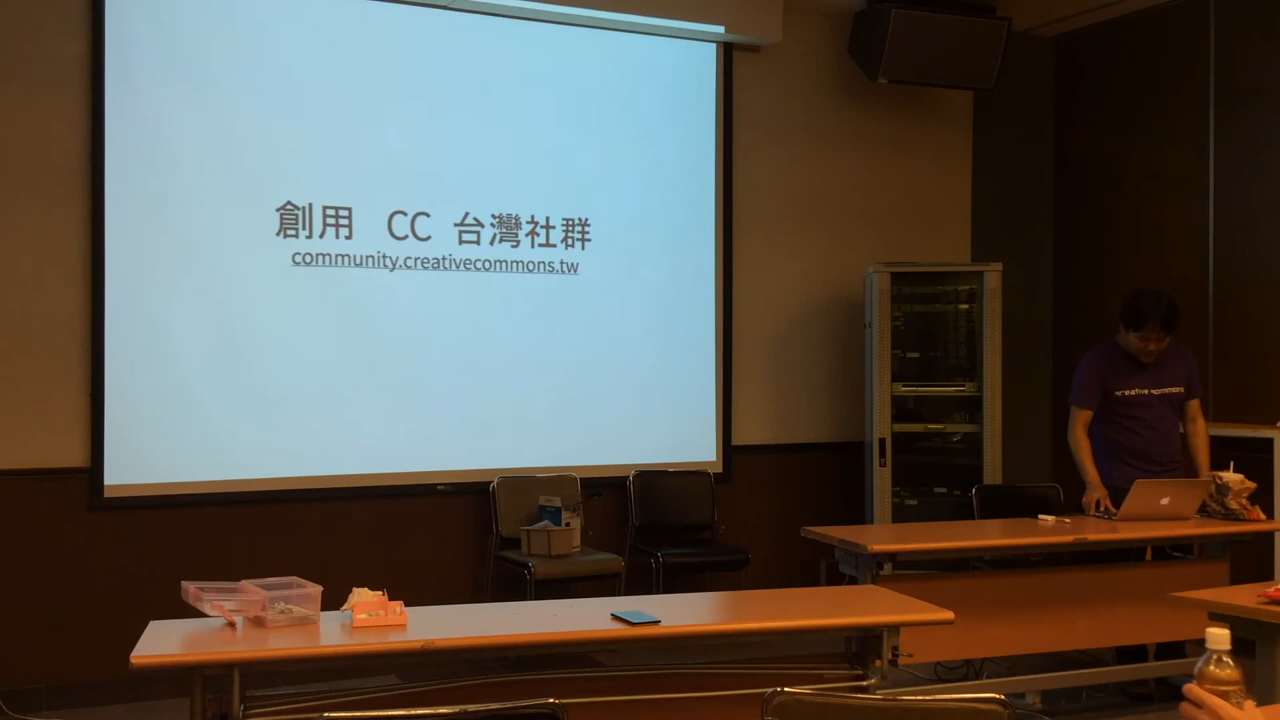 創用 CC 台灣社群
community.creativecommons.tw
creative commons